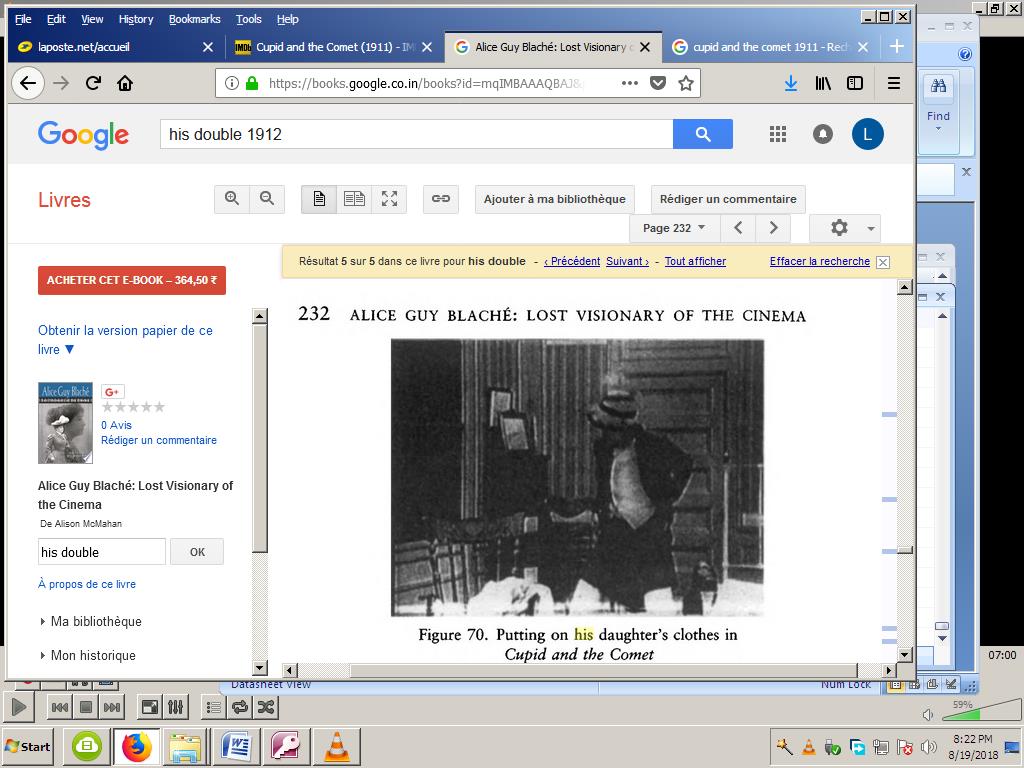 File Edit View History Bookmarks Tools Help
laposte.net/accueil
IMDb Cupid and the Comet (1911) - IM
Alice Guy Blaché: Lost Visionary o
cupid and the comet 1911 - Rech
https://books.google.co.in/books?id=mqIMBAAAQBAJ&
Find
Google
his double 1912
L
Livres
Ajouter à ma bibliothèque
Rédiger un commentaire
Page 232
ACHETER CET E-BOOK – 364,50 ₹
Résultat 5 sur 5 dans ce livre pour his double - ‹ Précédent Suivant › - Tout afficher
Effacer la recherche
Obtenir la version papier de ce
livre ▼
Alice Guy Blaché
G+
0 Avis
Rédiger un commentaire
Alice Guy Blaché: Lost Visionary of
the Cinema
De Alison McMahan
his double
OK
À propos de ce livre
Ma bibliothèque
Mon historique
232 ALICE GUY BLACHÉ: LOST VISIONARY OF THE CINEMA
Figure 70. Putting on his daughter's clothes in
Cupid and the Comet
07:00
Datasheet View
Num Lock
59%
Start
8:22 PM
8/19/2018